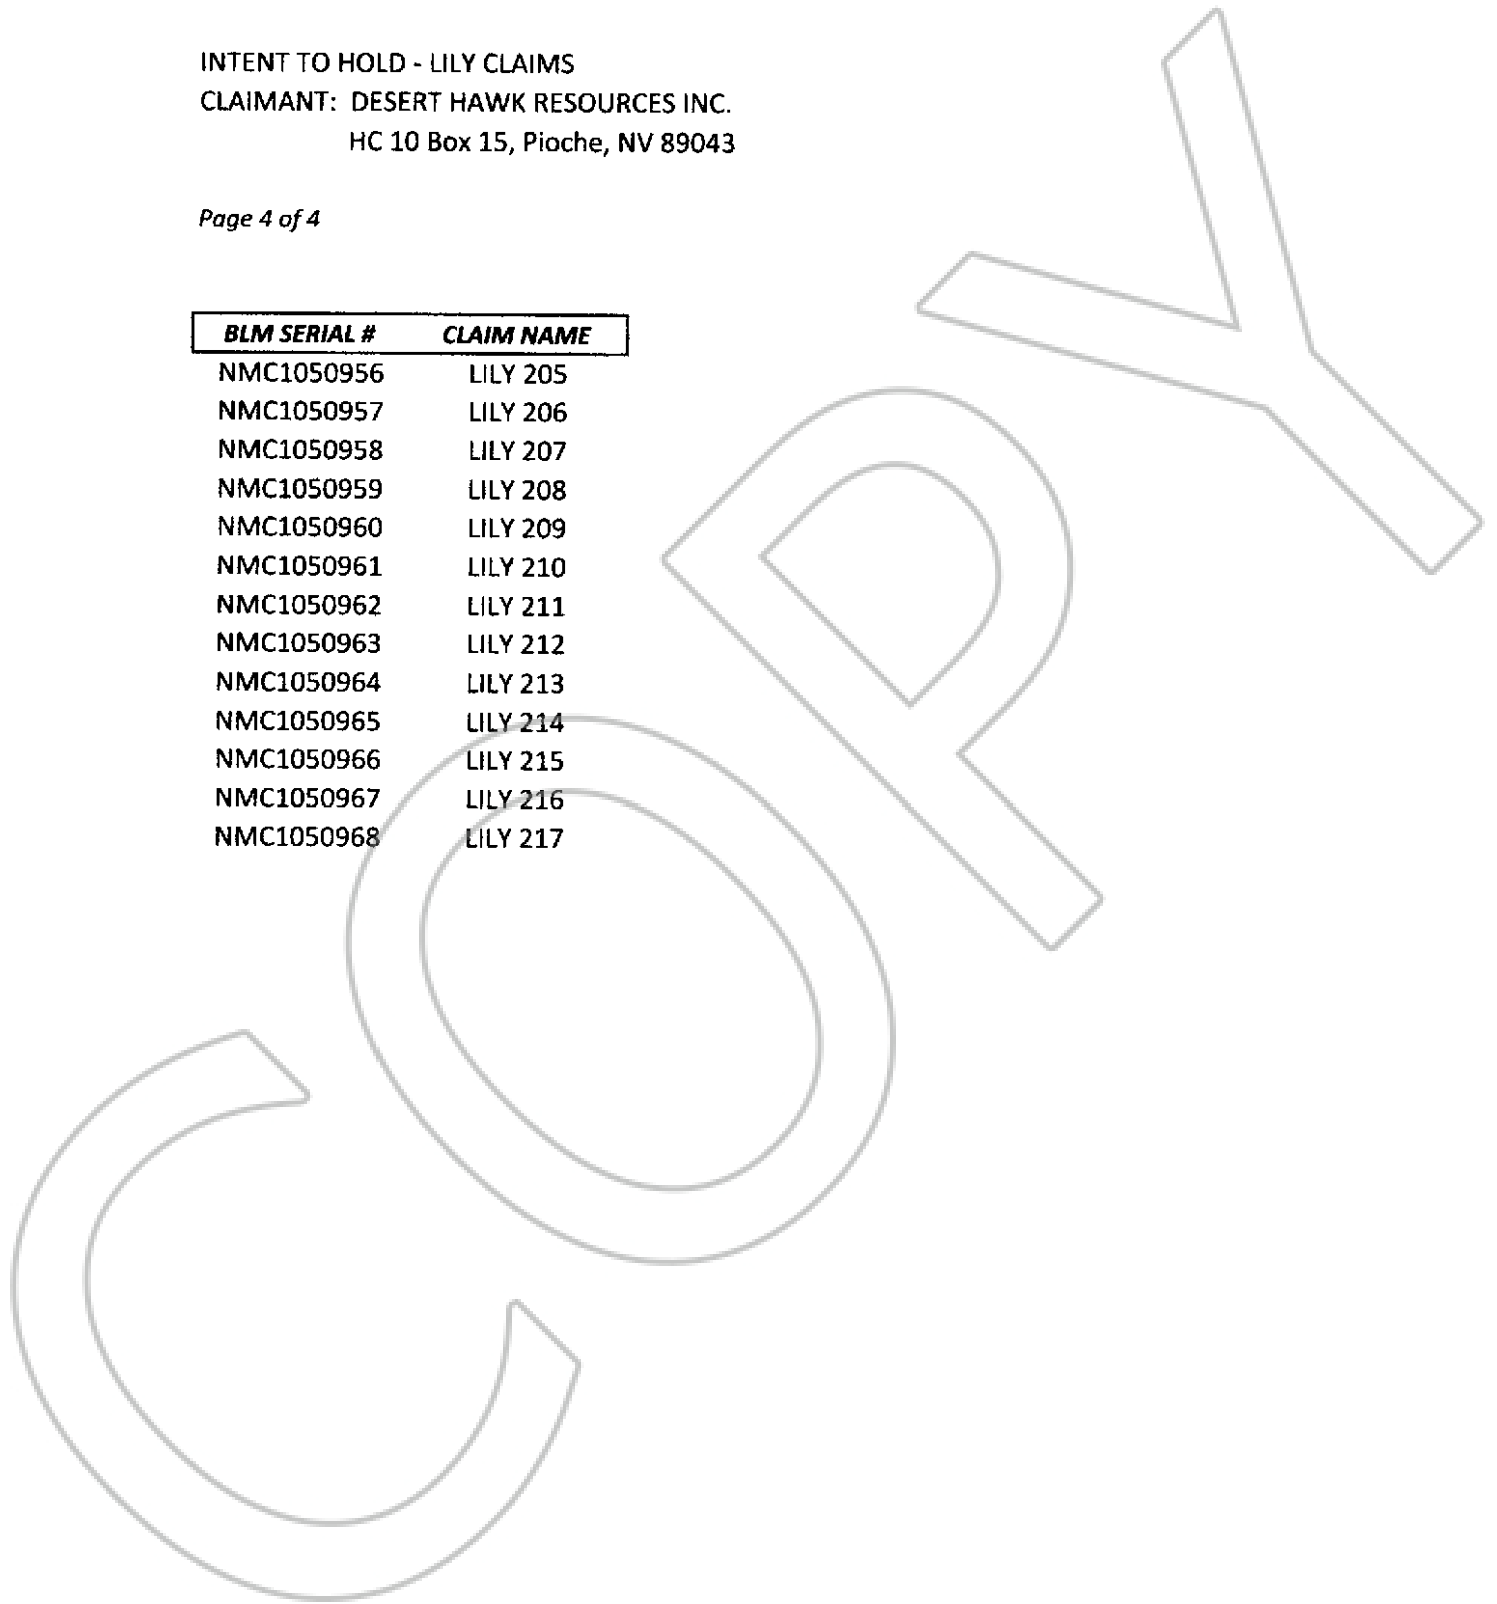 INTENT TO HOLD - LILY CLAIMS
CLAIMANT: DESERT HAWK RESOURCES INC.
HC 10 Box 15, Pioche, NV 89043
Page 4 of 4
BLM SERIAL # CLAIM NAME
NMC1050956 LILY 205
NMC1050957 LILY 206
NMC1050958 LILY 207
NMC1050959 LILY 208
NMC1050960 LILY 209
NMC1050961 LILY 210
NMC1050962 LILY 211
NMC1050963 LILY 212
NMC1050964 LILY 213
NMC1050965 LILY 214
NMC1050966 LILY 215
NMC1050967 LILY 216
NMC1050968 LILY 217
COPY